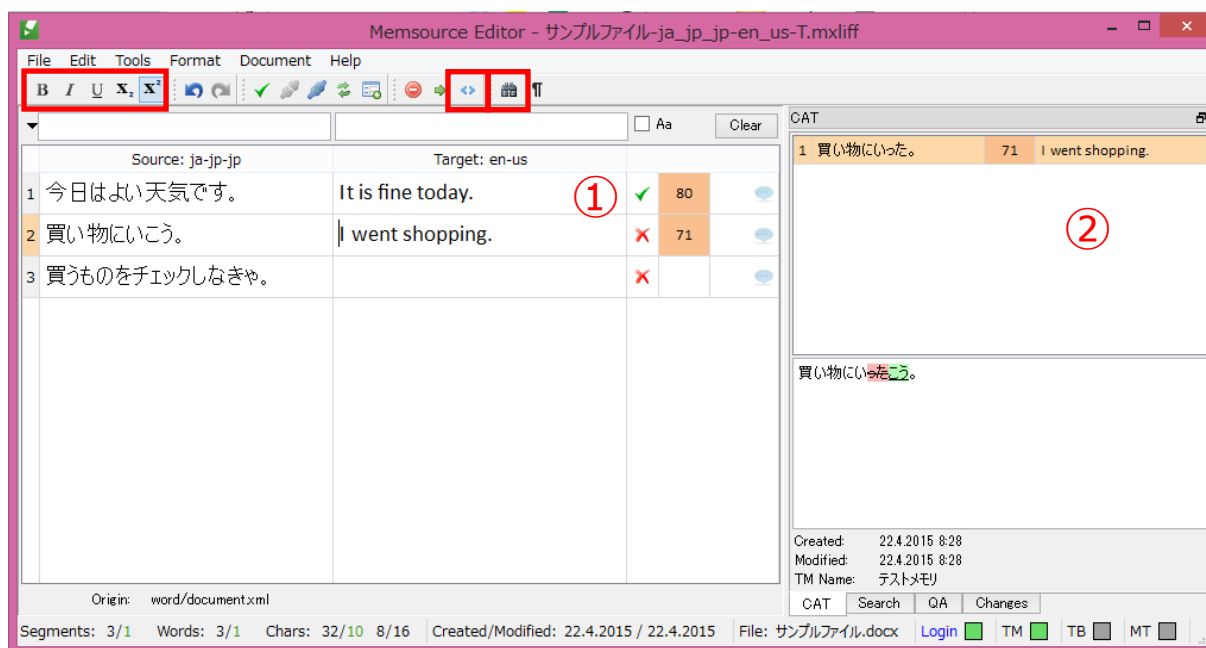 Memsource Editor - サンプルファイル-ja_jp_jp-en_us-T.mxliff
File Edit Tools Format Document Help
B I U X₂ X² ¶
Aa Clear
CAT
Source: ja-jp-jp Target: en-us
1 今日はよい天気です。 It is fine today. ① 80
2 買い物にいこう。 I went shopping. 71
3 買うものをチェックしなきゃ。
1 買い物にいった。 71 I went shopping.
②
買い物にいったこう。
Created: 22.4.2015 8:28
Modified: 22.4.2015 8:28
TM Name: テストメモリ
Origin: word/document.xml
CAT Search QA Changes
Segments: 3/1 Words: 3/1 Chars: 32/10 8/16 Created/Modified: 22.4.2015 / 22.4.2015 File: サンプルファイル.docx Login TM TB MT